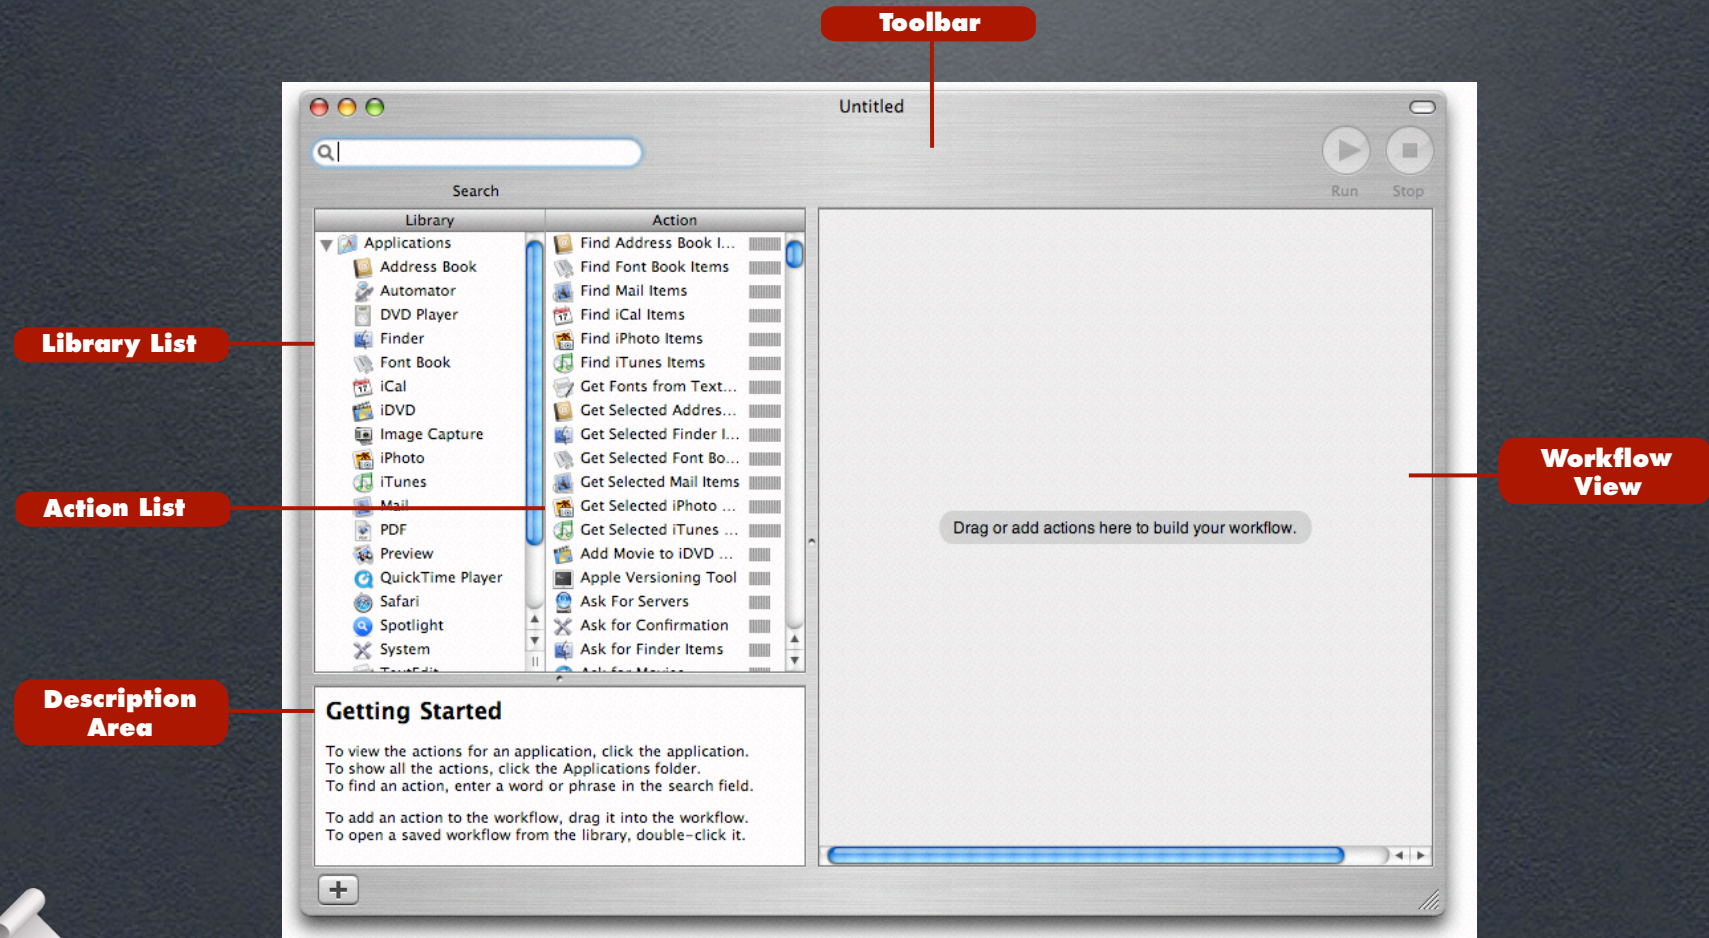 Toolbar
Untitled
Search
Run
Stop
Library
Action
Applications
Address Book
Automator
DVD Player
Finder
Font Book
iCal
iDVD
Image Capture
iPhoto
iTunes
Mail
PDF
Preview
QuickTime Player
Safari
Spotlight
System
TextEdit
Find Address Book I...
Find Font Book Items
Find Mail Items
Find iCal Items
Find iPhoto Items
Find iTunes Items
Get Fonts from Text...
Get Selected Addres...
Get Selected Finder I...
Get Selected Font Bo...
Get Selected Mail Items
Get Selected iPhoto ...
Get Selected iTunes ...
Add Movie to iDVD ...
Apple Versioning Tool
Ask For Servers
Ask for Confirmation
Ask for Finder Items
Ask for Movies
Library List
Action List
Description
Area
Getting Started
To view the actions for an application, click the application.
To show all the actions, click the Applications folder.
To find an action, enter a word or phrase in the search field.
To add an action to the workflow, drag it into the workflow.
To open a saved workflow from the library, double-click it.
Drag or add actions here to build your workflow.
Workflow
View